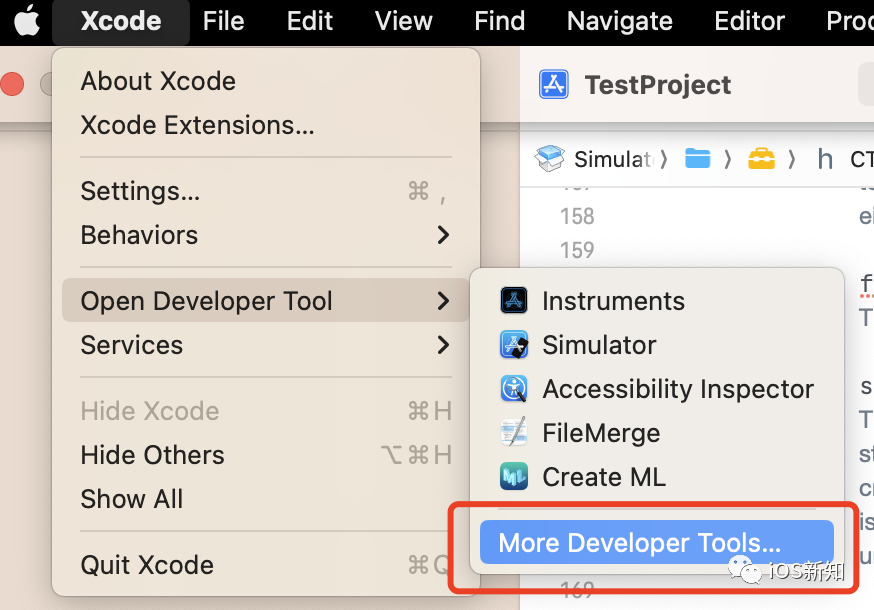 Xcode File Edit View Find Navigate Editor
About Xcode
TestProject
Xcode Extensions...
Simulat 〉 〉 〉 h CT
Settings... ⌘ ,
158
Behaviors
159
Open Developer Tool
Instruments
Services
Simulator
Accessibility Inspector
Hide Xcode ⌘H
FileMerge
Hide Others ⌥⌘H
Create ML
Show All
More Developer Tools...
Quit Xcode ⌘Q
iOS新知
169